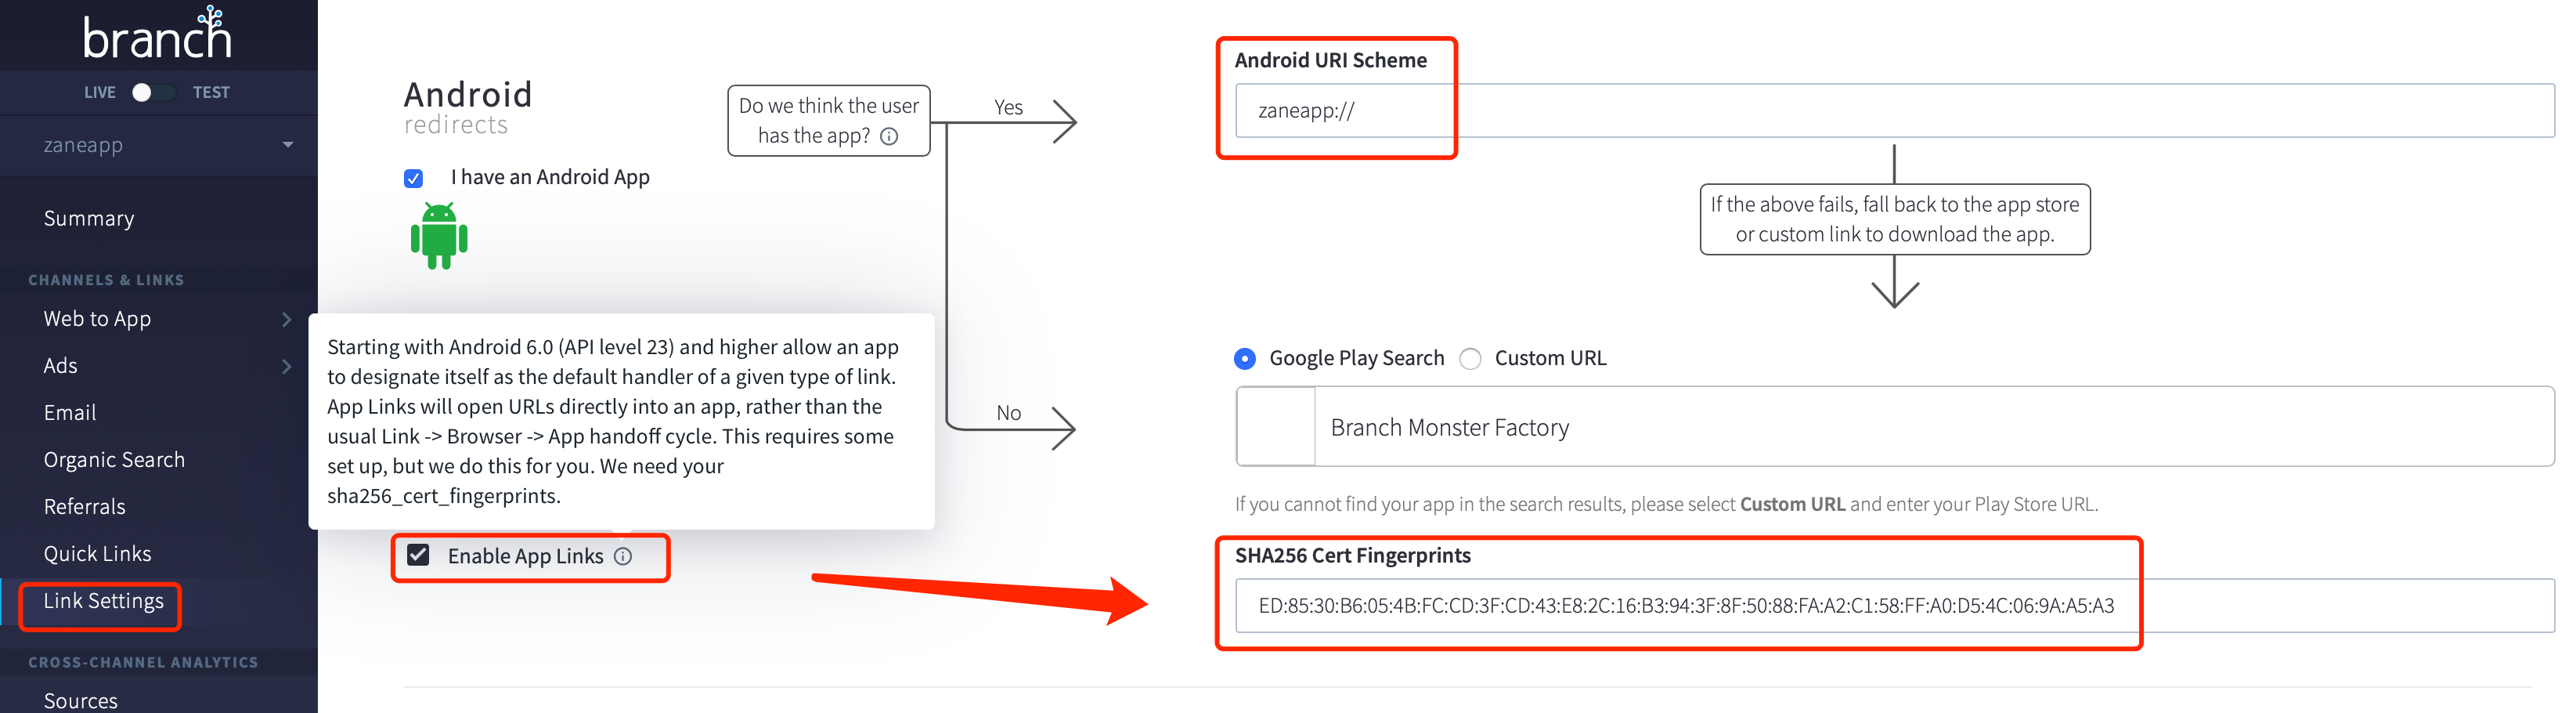 branch
LIVE TEST
zaneapp
Summary
CHANNELS & LINKS
Web to App
Ads
Email
Organic Search
Referrals
Quick Links
Link Settings
CROSS-CHANNEL ANALYTICS
Sources
Android
redirects
I have an Android App
Do we think the user
has the app?
Yes
No
Starting with Android 6.0 (API level 23) and higher allow an app
to designate itself as the default handler of a given type of link.
App Links will open URLs directly into an app, rather than the
usual Link -> Browser -> App handoff cycle. This requires some
set up, but we do this for you. We need your
sha256_cert_fingerprints.
Enable App Links
Android URI Scheme
zaneapp://
If the above fails, fall back to the app store
or custom link to download the app.
Google Play Search Custom URL
Branch Monster Factory
If you cannot find your app in the search results, please select Custom URL and enter your Play Store URL.
SHA256 Cert Fingerprints
ED:85:30:B6:05:4B:FC:CD:3F:CD:43:E8:2C:16:B3:94:3F:8F:50:88:FA:A2:C1:58:FF:A0:D5:4C:06:9A:A5:A3